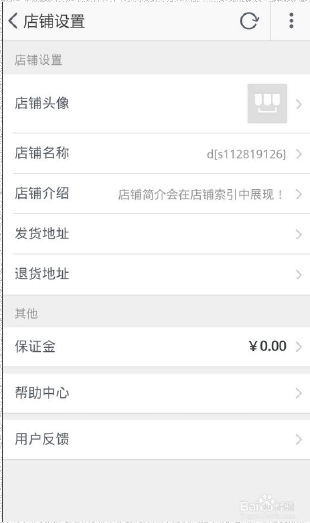 店铺设置
店铺设置
店铺头像
店铺名称 d[s112819126]
店铺介绍 店铺简介会在店铺索引中展现！
发货地址
退货地址
其他
保证金 ¥0.00
帮助中心
用户反馈